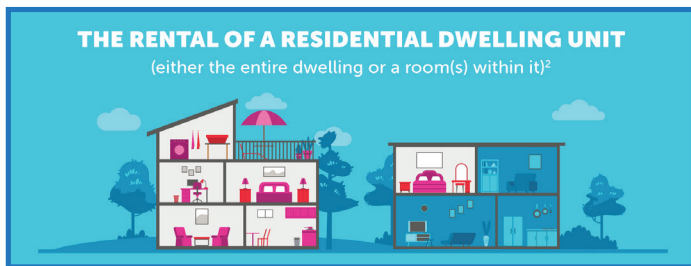 THE RENTAL OF A RESIDENTIAL DWELLING UNIT
(either the entire dwelling or a room(s) within it)²